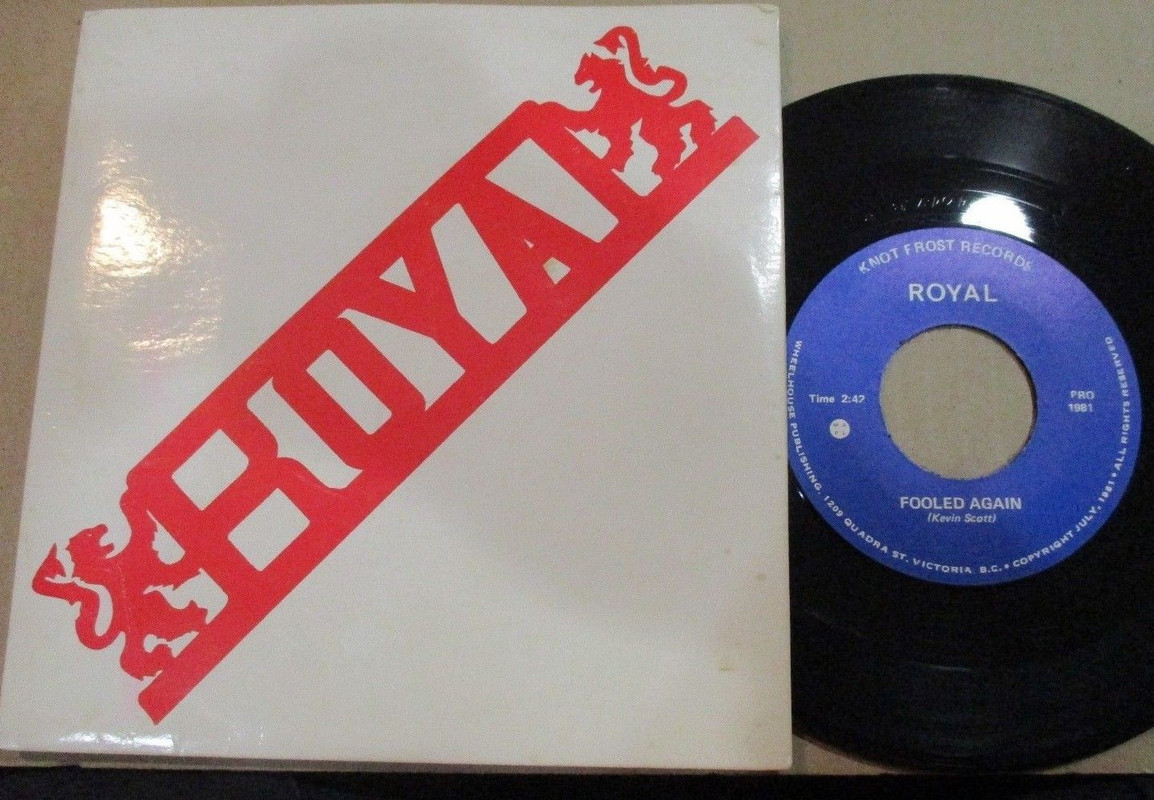 ROYAL
KNOT FROST RECORDS
ROYAL
Time 2:42
PRO
1981
FOOLED AGAIN
(Kevin Scott)
WHEELHOUSE PUBLISHING. 1209 QUADRA ST. VICTORIA B.C. • COPYRIGHT JULY, 1981 • ALL RIGHTS RESERVED